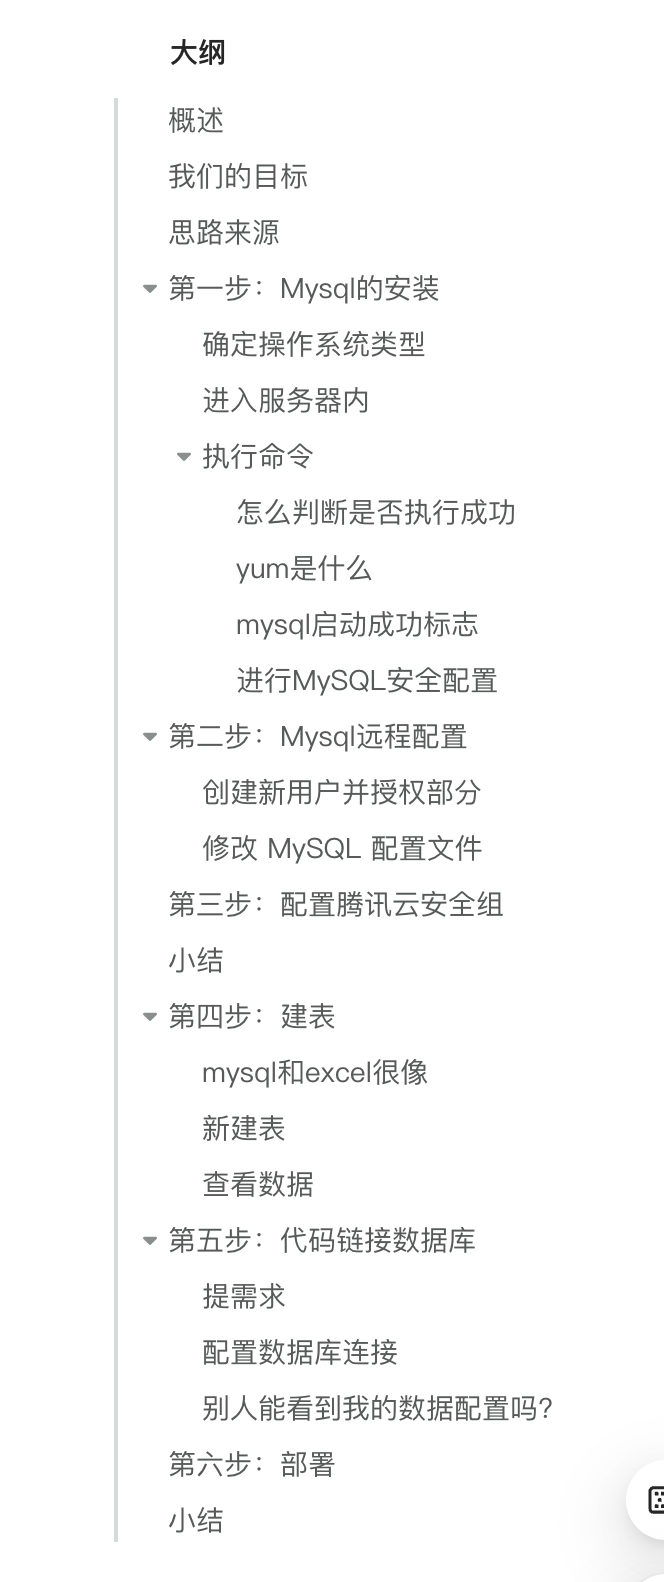 大纲
概述
我们的目标
思路来源
第一步：Mysql的安装
确定操作系统类型
进入服务器内
执行命令
怎么判断是否执行成功
yum是什么
mysql启动成功标志
进行MySQL安全配置
第二步：Mysql远程配置
创建新用户并授权部分
修改 MySQL 配置文件
第三步：配置腾讯云安全组
小结
第四步：建表
mysql和excel很像
新建表
查看数据
第五步：代码链接数据库
提需求
配置数据库连接
别人能看到我的数据配置吗？
第六步：部署
小结